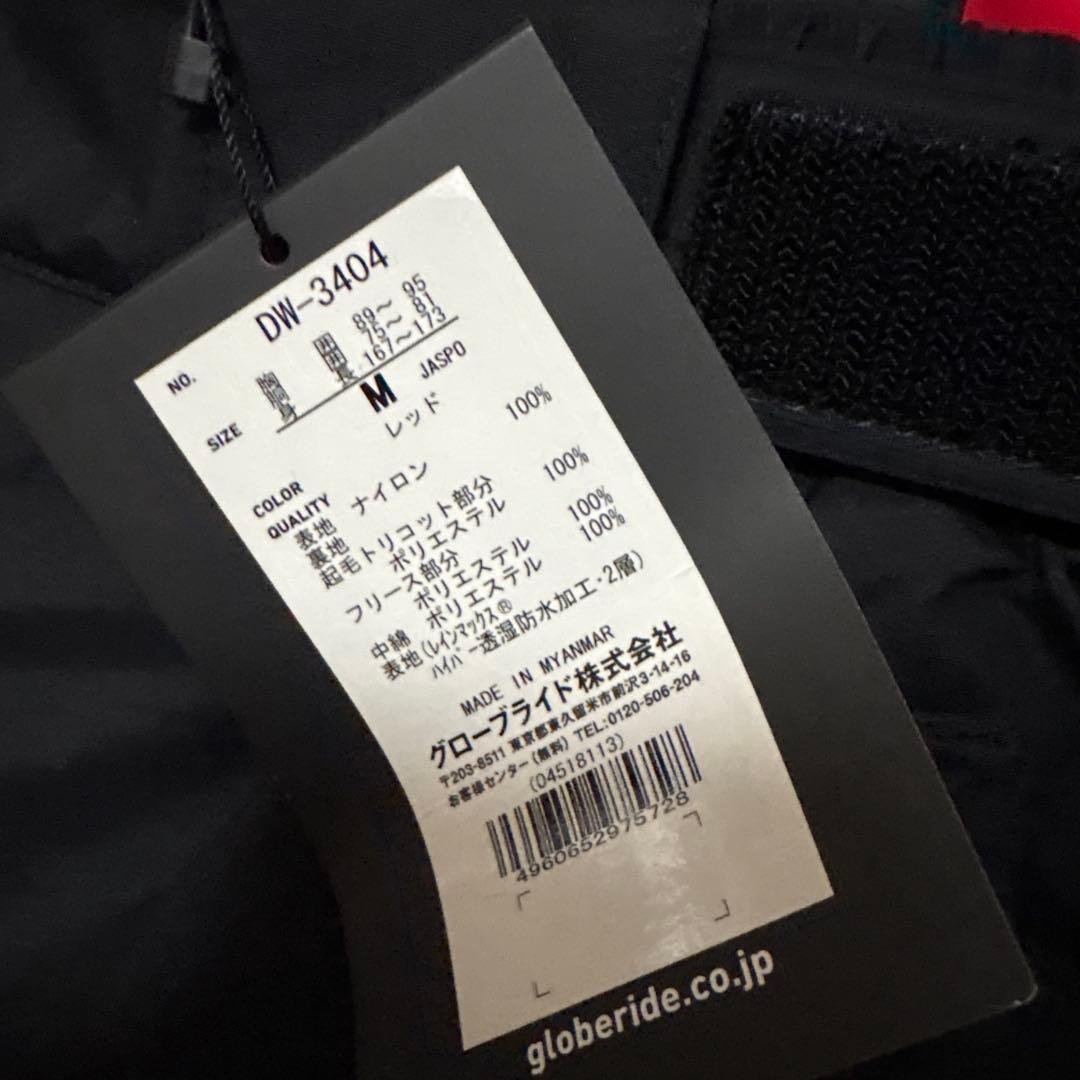 NO. DW-3404
胸 囲 89〜 95
胴 囲 75〜 81
身 長 167〜173
SIZE M JASPO
COLOR レッド
QUALITY
表地 ナイロン 100%
裏地
起毛トリコット部分
ポリエステル 100%
フリース部分
ポリエステル 100%
中綿 ポリエステル 100%
表地(レインマックス®
ハイパー透湿防水加工・2層)
MADE IN MYANMAR
グローブライド株式会社
〒203-8511 東京都東久留米市前沢3-14-16
お客様センター(無料) TEL:0120-506-204
(04518113)
4960652975728
globeride.co.jp